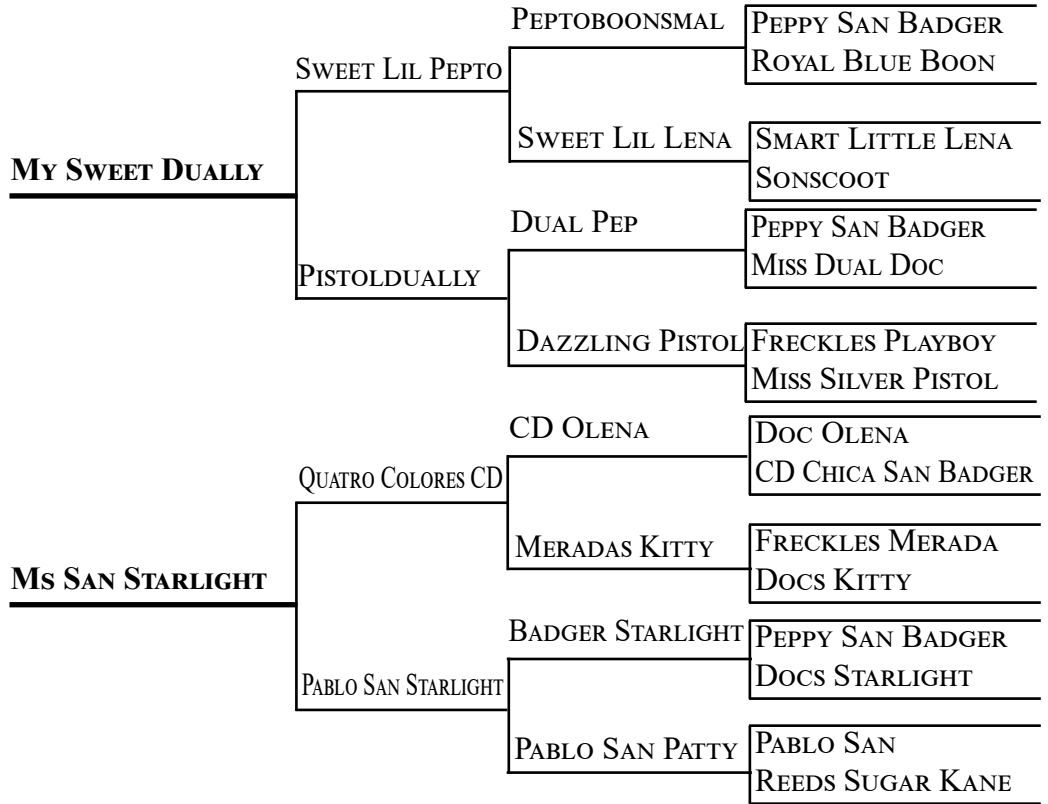 Peptoboonsmal
Peppy San Badger
Royal Blue Boon
Sweet Lil Pepto
Sweet Lil Lena
Smart Little Lena
Sonscoot
My Sweet Dually
Dual Pep
Peppy San Badger
Miss Dual Doc
Pistoldually
Dazzling Pistol
Freckles Playboy
Miss Silver Pistol
CD Olena
Doc Olena
CD Chica San Badger
Quatro Colores CD
Meradas Kitty
Freckles Merada
Docs Kitty
Ms San Starlight
Badger Starlight
Peppy San Badger
Docs Starlight
Pablo San Starlight
Pablo San Patty
Pablo San
Reeds Sugar Kane